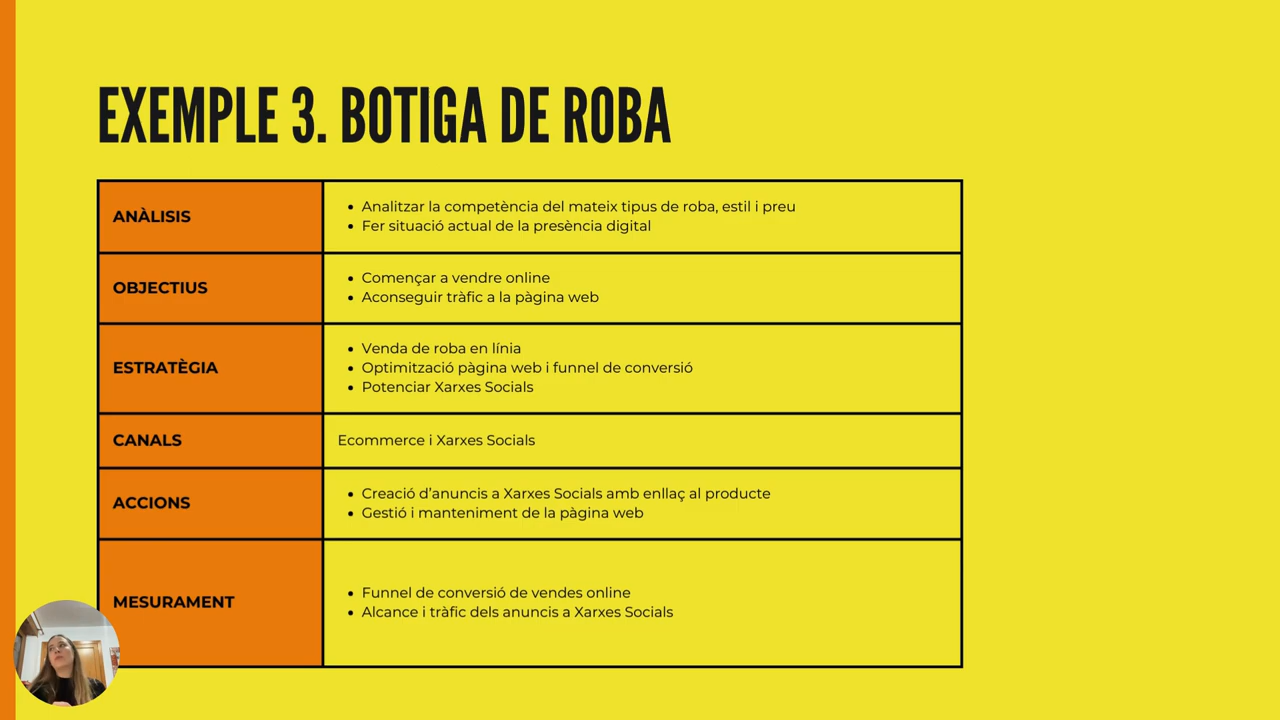 EXEMPLE 3. BOTIGA DE ROBA
ANÀLISIS
• Analitzar la competència del mateix tipus de roba, estil i preu
• Fer situació actual de la presència digital
OBJECTIUS
• Començar a vendre online
• Aconseguir tràfic a la pàgina web
ESTRATÈGIA
• Venda de roba en línia
• Optimització pàgina web i funnel de conversió
• Potenciar Xarxes Socials
CANALS
Ecommerce i Xarxes Socials
ACCIONS
• Creació d’anuncis a Xarxes Socials amb enllaç al producte
• Gestió i manteniment de la pàgina web
MESURAMENT
• Funnel de conversió de vendes online
• Alcance i tràfic dels anuncis a Xarxes Socials